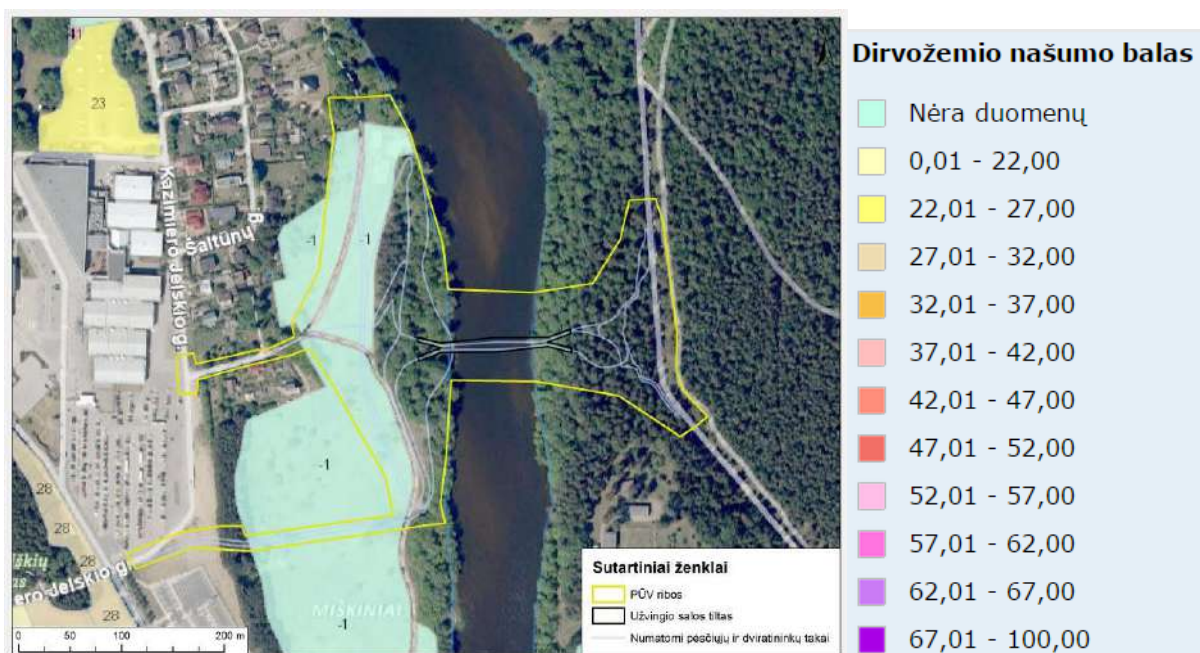 41
23
Kazimiero Jelskio g.
Šaltūnų g.
-1
-1
-1
28
28
28
28
MIŠKINIAI
-1
0 50 100 200 m
Sutartiniai ženklai
PŪV ribos
Užvingio salos tiltas
Numatomi pėsčiųjų ir dviratininkų takai
Dirvožemio našumo balas
Nėra duomenų
0,01 - 22,00
22,01 - 27,00
27,01 - 32,00
32,01 - 37,00
37,01 - 42,00
42,01 - 47,00
47,01 - 52,00
52,01 - 57,00
57,01 - 62,00
62,01 - 67,00
67,01 - 100,00